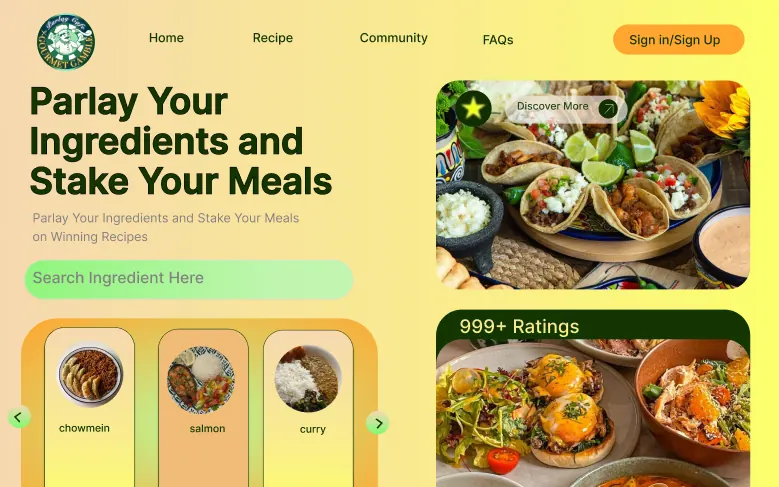 Parlay Cafe
GOURMET GAMBLE
Home
Recipe
Community
FAQs
Sign in/Sign Up
Parlay Your
Ingredients and
Stake Your Meals
Parlay Your Ingredients and Stake Your Meals
on Winning Recipes
Search Ingredient Here
chowmein
salmon
curry
Discover More
999+ Ratings